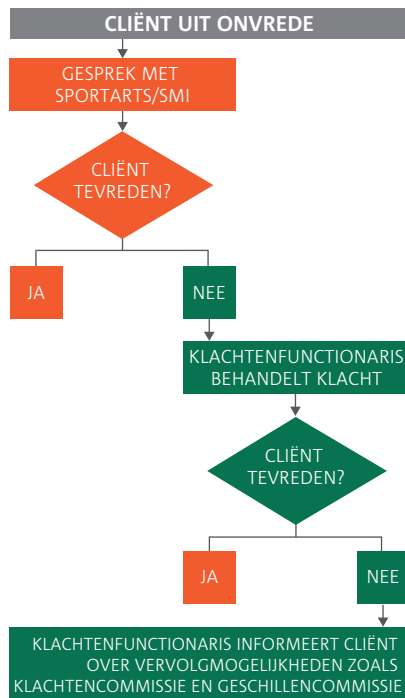 CLIËNT UIT ONVREDE
GESPREK MET
SPORTARTS/SMI
CLIËNT
TEVREDEN?
JA
NEE
KLACHTENFUNCTIONARIS
BEHANDELT KLACHT
CLIËNT
TEVREDEN?
JA
NEE
KLACHTENFUNCTIONARIS INFORMEERT CLIËNT
OVER VERVOLGMOGELIJKHEDEN ZOALS
KLACHTENCOMMISSIE EN GESCHILLENCOMMISSIE